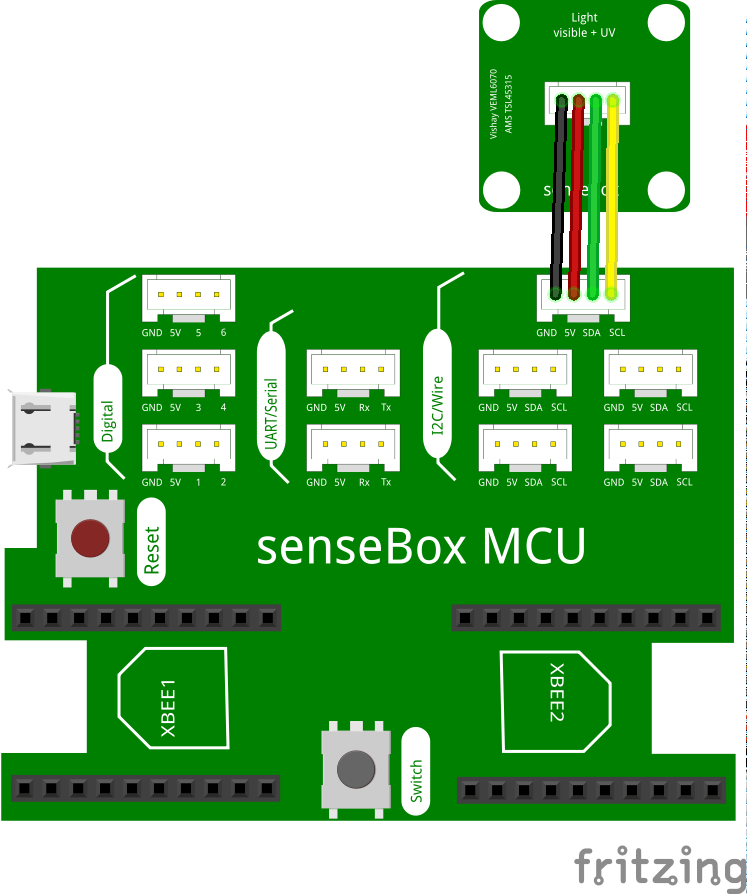 Light
visible + UV
Vishay VEML6070
AMS TSL45315
senseBox
GND 5V 5 6
GND 5V SDA SCL
Digital
GND 5V 3 4
UART/Serial
GND 5V Rx Tx
I2C/Wire
GND 5V SDA SCL
GND 5V SDA SCL
GND 5V 1 2
GND 5V Rx Tx
GND 5V SDA SCL
GND 5V SDA SCL
Reset
senseBox MCU
XBEE1
XBEE2
Switch
fritzing